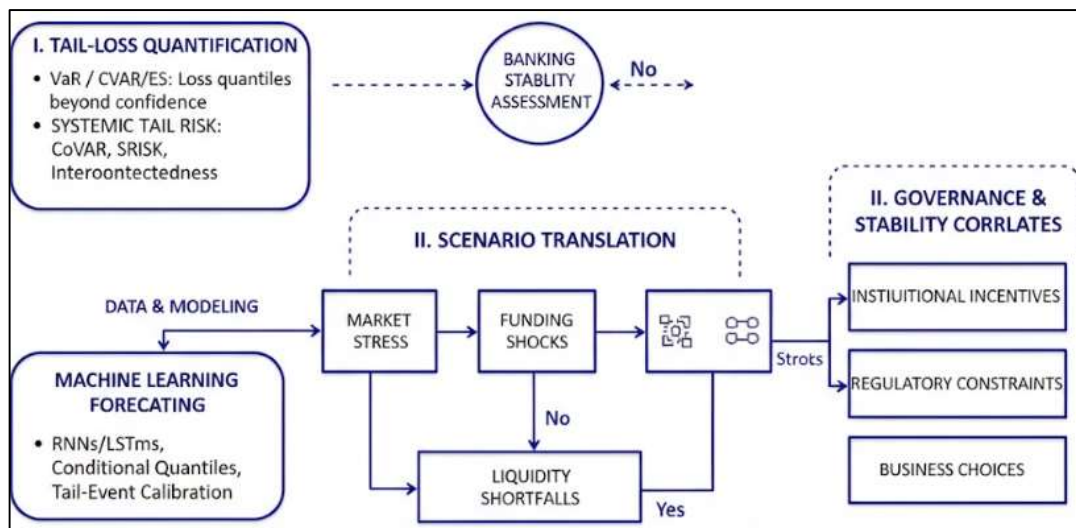 I. TAIL-LOSS QUANTIFICATION
• VaR / CVAR/ES: Loss quantiles
beyond confidence
• SYSTEMIC TAIL RISK:
CoVAR, SRISK,
Interoontectedness
BANKING
STABLITY
ASSESSMENT
No
II. SCENARIO TRANSLATION
II. GOVERNANCE &
STABILITY CORRLATES
DATA & MODELING
MARKET
STRESS
FUNDING
SHOCKS
Strots
INSTIUITIONAL INCENTIVES
REGULATORY CONSTRAINTS
BUSINESS CHOICES
MACHINE LEARNING
FORECATING
• RNNs/LSTms,
Conditional Quantiles,
Tail-Event Calibration
No
LIQUIDITY
SHORTFALLS
Yes